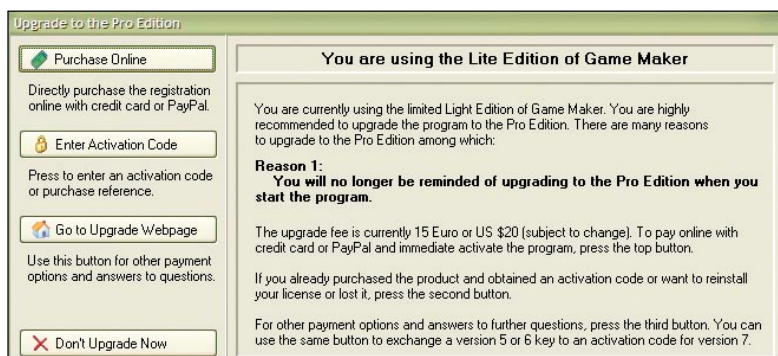 Upgrade to the Pro Edition
Purchase Online
Directly purchase the registration
online with credit card or PayPal.
Enter Activation Code
Press to enter an activation code
or purchase reference.
Go to Upgrade Webpage
Use this button for other payment
options and answers to questions.
Don't Upgrade Now
You are using the Lite Edition of Game Maker
You are currently using the limited Light Edition of Game Maker. You are highly
recommended to upgrade the program to the Pro Edition. There are many reasons
to upgrade to the Pro Edition among which:
Reason 1:
You will no longer be reminded of upgrading to the Pro Edition when you
start the program.
The upgrade fee is currently 15 Euro or US $20 (subject to change). To pay online with
credit card or PayPal and immediate activate the program, press the top button.
If you already purchased the product and obtained an activation code or want to reinstall
your license or lost it, press the second button.
For other payment options and answers to further questions, press the third button. You can
use the same button to exchange a version 5 or 6 key to an activation code for version 7.